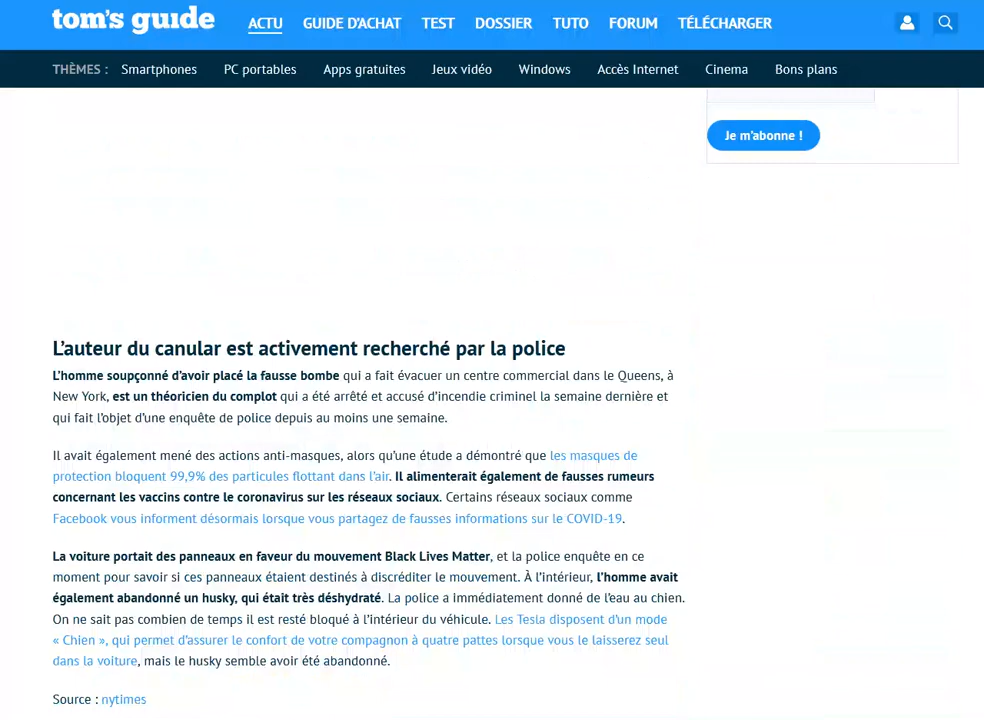 tom's guide
ACTU GUIDE D'ACHAT TEST DOSSIER TUTO FORUM TÉLÉCHARGER
THÈMES : Smartphones PC portables Apps gratuites Jeux vidéo Windows Accès Internet Cinema Bons plans
Je m'abonne !
L'auteur du canular est activement recherché par la police
L'homme soupçonné d'avoir placé la fausse bombe qui a fait évacuer un centre commercial dans le Queens, à
New York, est un théoricien du complot qui a été arrêté et accusé d'incendie criminel la semaine dernière et
qui fait l'objet d'une enquête de police depuis au moins une semaine.
Il avait également mené des actions anti-masques, alors qu'une étude a démontré que les masques de
protection bloquent 99,9% des particules flottant dans l'air. Il alimenterait également de fausses rumeurs
concernant les vaccins contre le coronavirus sur les réseaux sociaux. Certains réseaux sociaux comme
Facebook vous informent désormais lorsque vous partagez de fausses informations sur le COVID-19.
La voiture portait des panneaux en faveur du mouvement Black Lives Matter, et la police enquête en ce
moment pour savoir si ces panneaux étaient destinés à discréditer le mouvement. À l'intérieur, l'homme avait
également abandonné un husky, qui était très déshydraté. La police a immédiatement donné de l'eau au chien.
On ne sait pas combien de temps il est resté bloqué à l'intérieur du véhicule. Les Tesla disposent d'un mode
« Chien », qui permet d'assurer le confort de votre compagnon à quatre pattes lorsque vous le laisserez seul
dans la voiture, mais le husky semble avoir été abandonné.
Source : nytimes